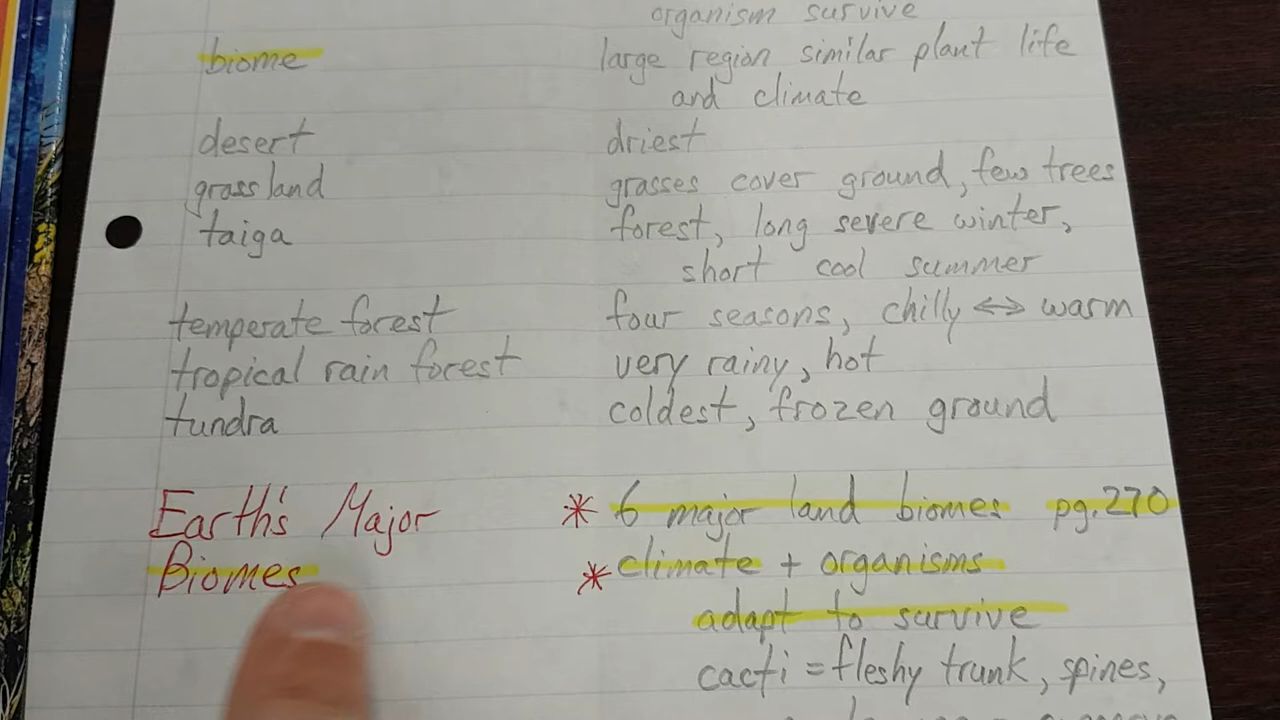 organism survive
biome large region similar plant life
and climate
desert driest
grassland grasses cover ground, few trees
taiga forest, long severe winter,
short cool summer
temperate forest four seasons, chilly ↔ warm
tropical rain forest very rainy, hot
tundra coldest, frozen ground
Earth's Major * 6 major land biomes pg.270
Biomes * climate + organisms
adapt to survive
cacti = fleshy trunk, spines,